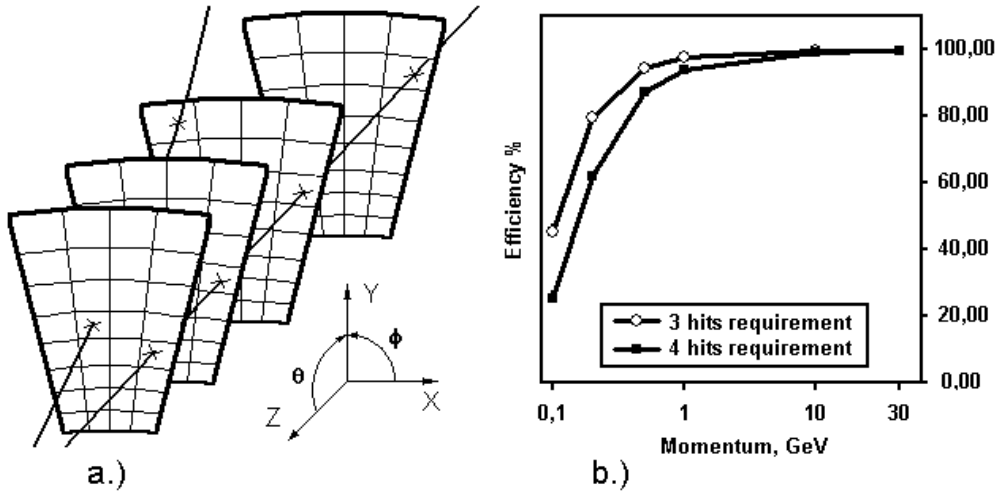 Y
ϕ
θ
X
Z
a.)
Efficiency %
100,00
80,00
60,00
40,00
20,00
0,00
3 hits requirement
4 hits requirement
0,1 1 10 30
Momentum, GeV
b.)